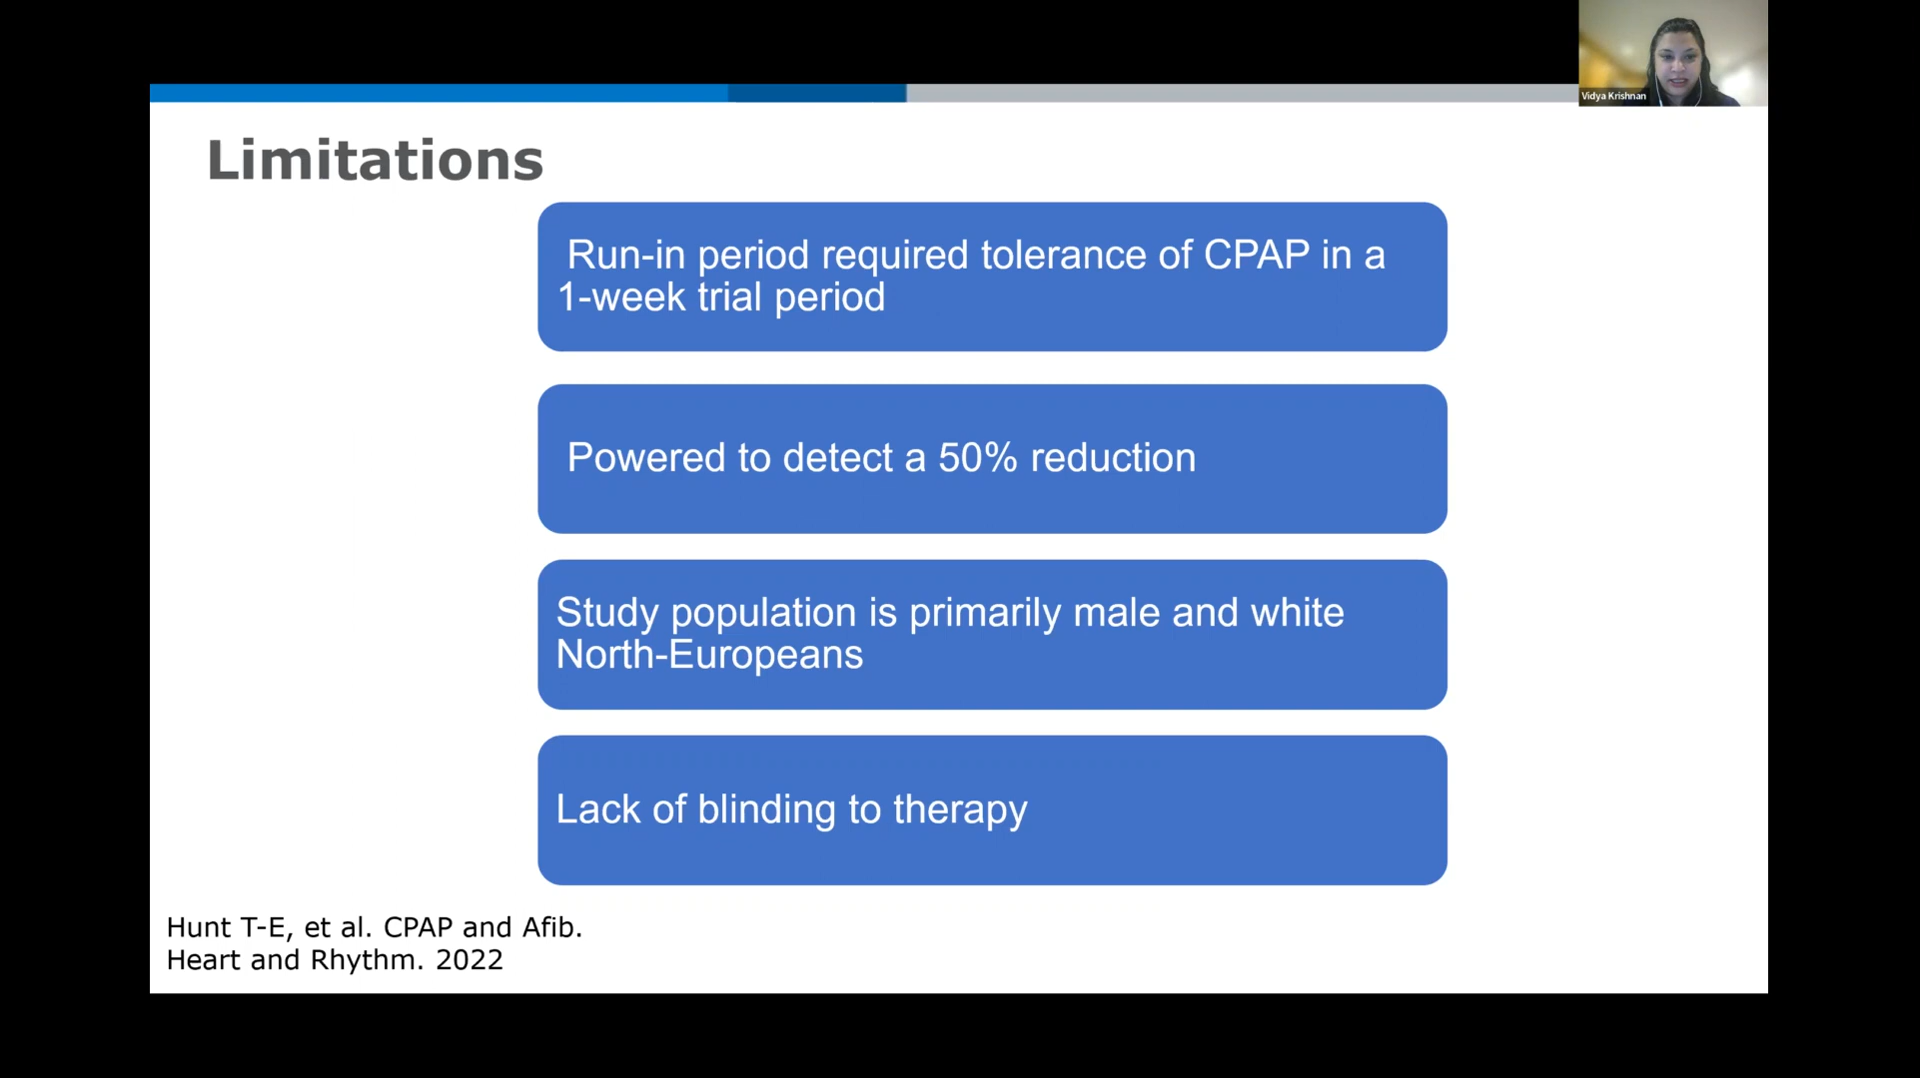 Vidya Krishnan
Limitations
Run-in period required tolerance of CPAP in a
1-week trial period
Powered to detect a 50% reduction
Study population is primarily male and white
North-Europeans
Lack of blinding to therapy
Hunt T-E, et al. CPAP and Afib.
Heart and Rhythm. 2022